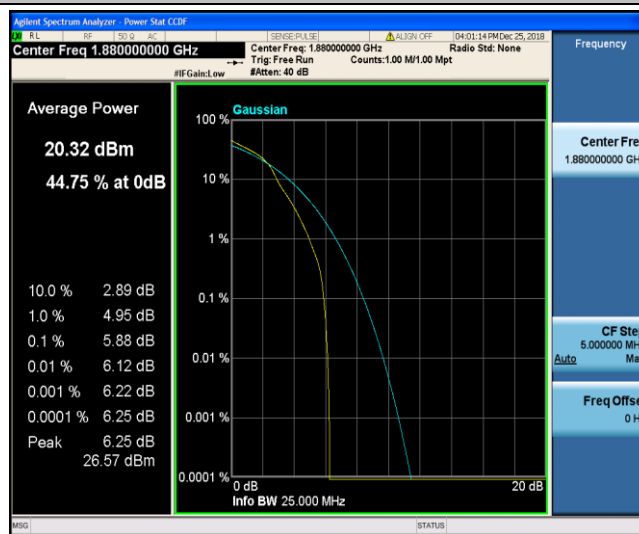 Agilent Spectrum Analyzer - Power Stat CCDF
RL RF 50 Ω AC SENSE:PULSE ALIGN OFF 04:01:14 PM Dec 25, 2018
Center Freq 1.880000000 GHz
Center Freq: 1.880000000 GHz Radio Std: None
Trig: Free Run Counts:1.00 M/1.00 Mpt
#IFGain:Low #Atten: 40 dB
Frequency
Average Power
20.32 dBm
44.75 % at 0dB
10.0 % 2.89 dB
1.0 % 4.95 dB
0.1 % 5.88 dB
0.01 % 6.12 dB
0.001 % 6.22 dB
0.0001 % 6.25 dB
Peak 6.25 dB
26.57 dBm
Gaussian
100 %
10 %
1 %
0.1 %
0.01 %
0.001 %
0.0001 %
0 dB 20 dB
Info BW 25.000 MHz
Center Fre
1.880000000 GH
CF Ste
5.000000 MH
Auto Ma
Freq Offse
0 H
MSG STATUS